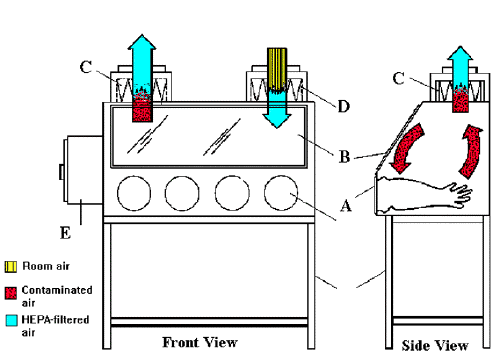 C
D
B
A
E
Room air
Contaminated
air
HEPA-filtered
air
Front View
C
B
A
Side View